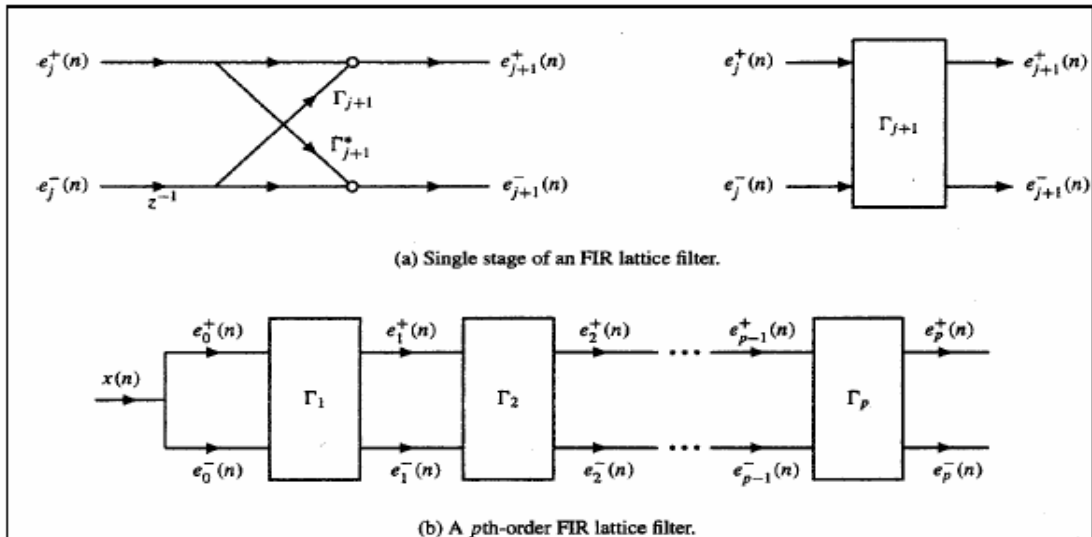 e_j^+(n) e_{j+1}^+(n) e_j^+(n) e_{j+1}^+(n)
Γ_{j+1} Γ_{j+1}
Γ_{j+1}^*
e_j^-(n) z^{-1} e_{j+1}^-(n) e_j^-(n) e_{j+1}^-(n)
(a) Single stage of an FIR lattice filter.
e_0^+(n) e_1^+(n) e_2^+(n) e_{p-1}^+(n) e_p^+(n)
x(n) Γ_1 Γ_2 ••• Γ_p
e_0^-(n) e_1^-(n) e_2^-(n) ••• e_{p-1}^-(n) e_p^-(n)
(b) A pth-order FIR lattice filter.